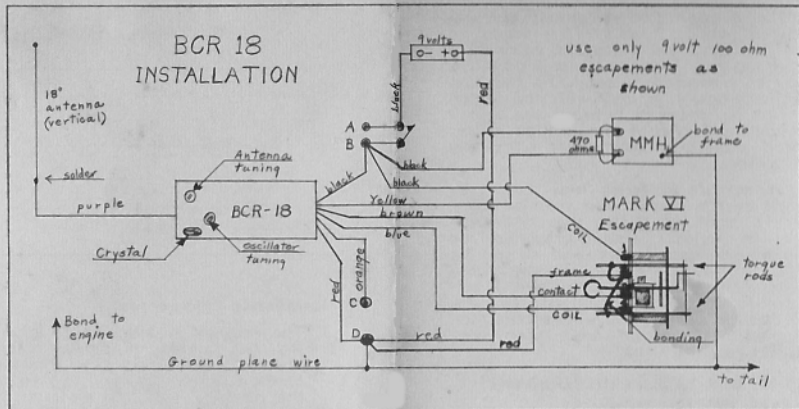 BCR 18
INSTALLATION
9 volts
- +
use only 9 volt 100 ohm
escapements as
shown
18"
antenna
(vertical)
black
red
A
B
470
ohms
MMH
bond to
frame
solder
Antenna
tuning
black
black
black
purple
BCR-18
Yellow
brown
blue
MARK VI
Escapement
COIL
Crystal
oscillator
tuning
orange
red
C
frame
contact
COIL
torque
rods
Bond to
engine
D
red
red
bonding
Ground plane wire
to tail